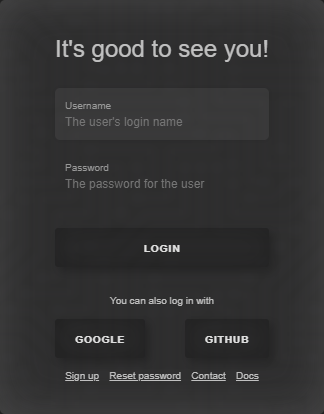 It's good to see you!
Username
The user's login name
Password
The password for the user
LOGIN
You can also log in with
GOOGLE GITHUB
Sign up Reset password Contact Docs